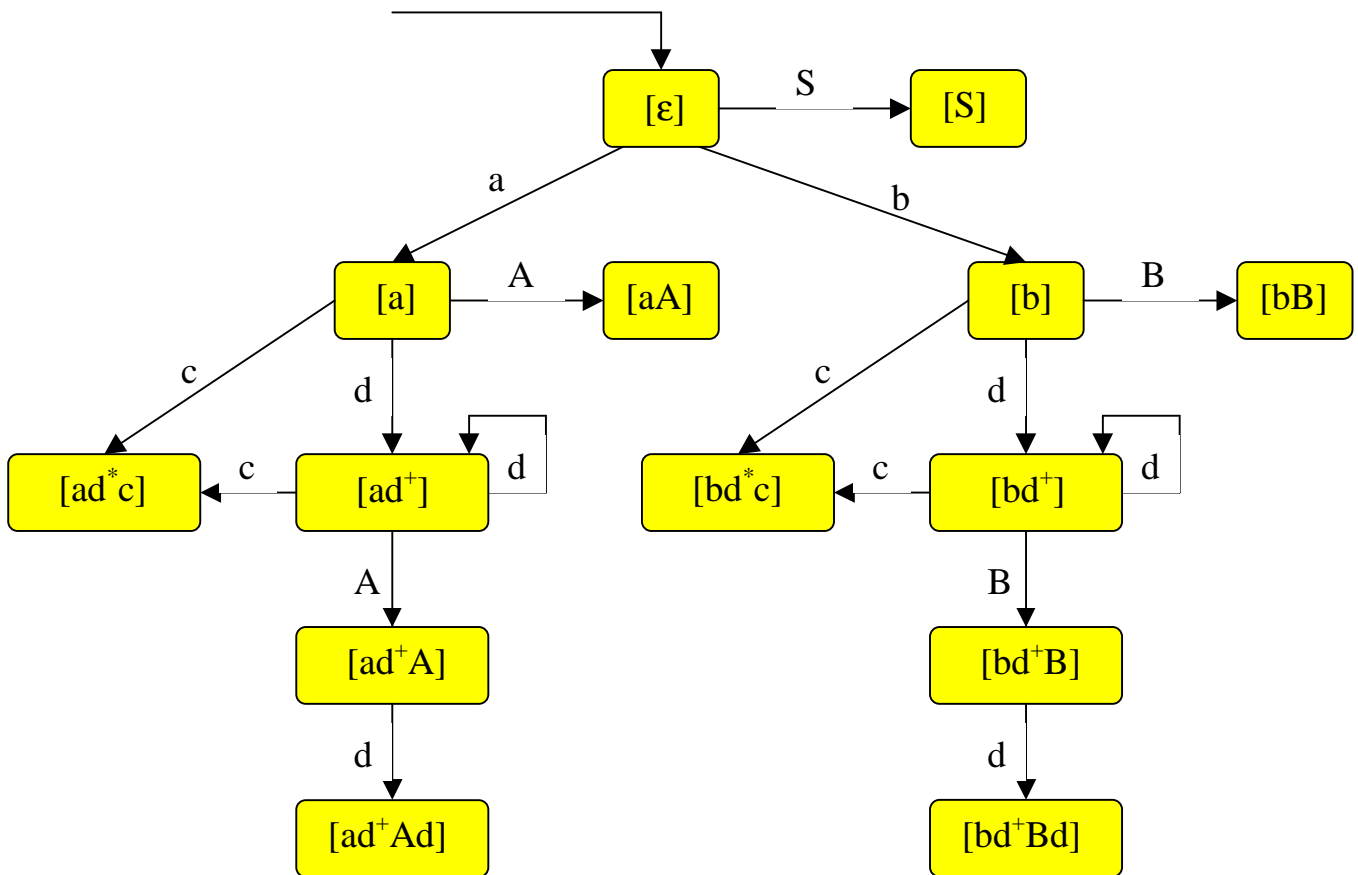 S
[ε] [S]
a b
[a] A [aA] [b] B [bB]
c d c d
[ad*c] c [ad⁺] d [bd*c] c [bd⁺] d
A B
[ad⁺A] [bd⁺B]
d d
[ad⁺Ad] [bd⁺Bd]